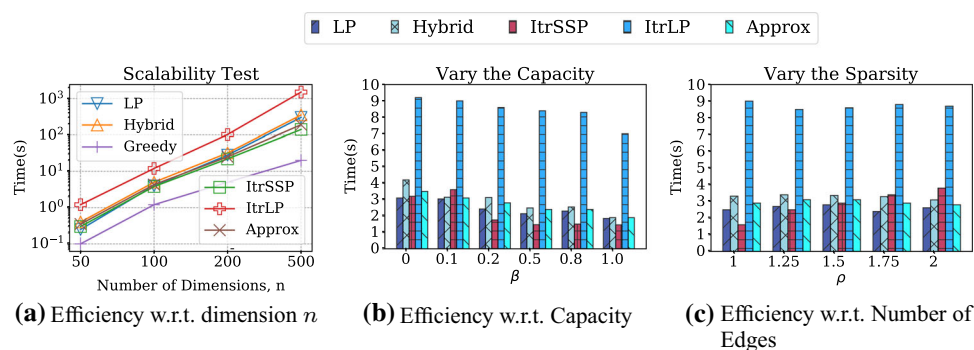 LP Hybrid ItrSSP ItrLP Approx
Scalability Test
Time(s)
10³
10²
10¹
10⁰
10⁻¹
LP
Hybrid
Greedy
ItrSSP
ItrLP
Approx
50 100 200 500
Number of Dimensions, n
(a) Efficiency w.r.t. dimension n
Vary the Capacity
Time(s)
10
9
8
7
6
5
4
3
2
1
0
0 0.1 0.2 0.5 0.8 1.0
β
(b) Efficiency w.r.t. Capacity
Vary the Sparsity
Time(s)
10
9
8
7
6
5
4
3
2
1
0
1 1.25 1.5 1.75 2
ρ
(c) Efficiency w.r.t. Number of
Edges